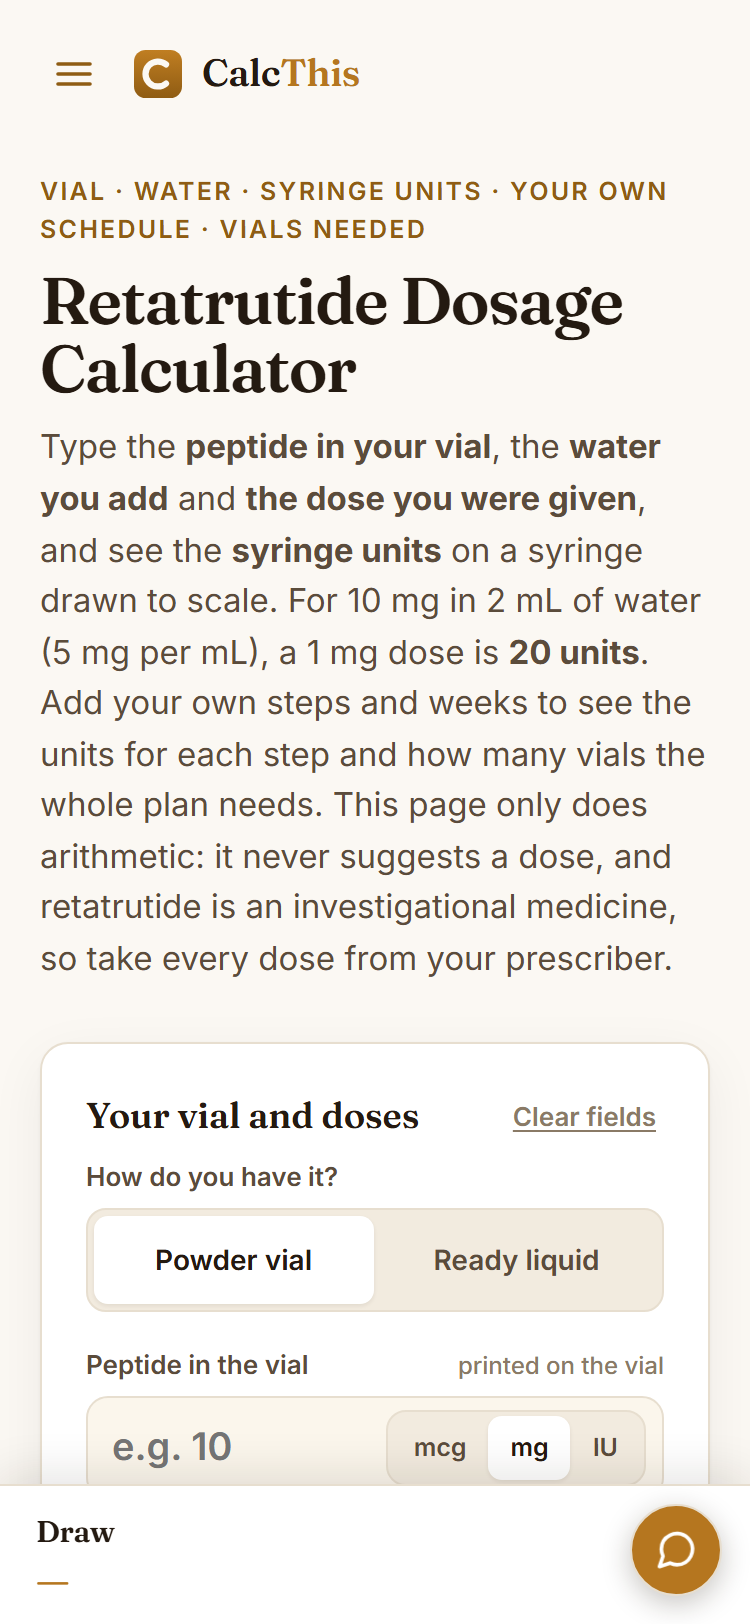 CalcThis
VIAL · WATER · SYRINGE UNITS · YOUR OWN
SCHEDULE · VIALS NEEDED
Retatrutide Dosage
Calculator
Type the peptide in your vial, the water
you add and the dose you were given,
and see the syringe units on a syringe
drawn to scale. For 10 mg in 2 mL of water
(5 mg per mL), a 1 mg dose is 20 units.
Add your own steps and weeks to see the
units for each step and how many vials the
whole plan needs. This page only does
arithmetic: it never suggests a dose, and
retatrutide is an investigational medicine,
so take every dose from your prescriber.
Your vial and doses Clear fields
How do you have it?
Powder vial Ready liquid
Peptide in the vial printed on the vial
e.g. 10 mcg mg IU
Draw
—